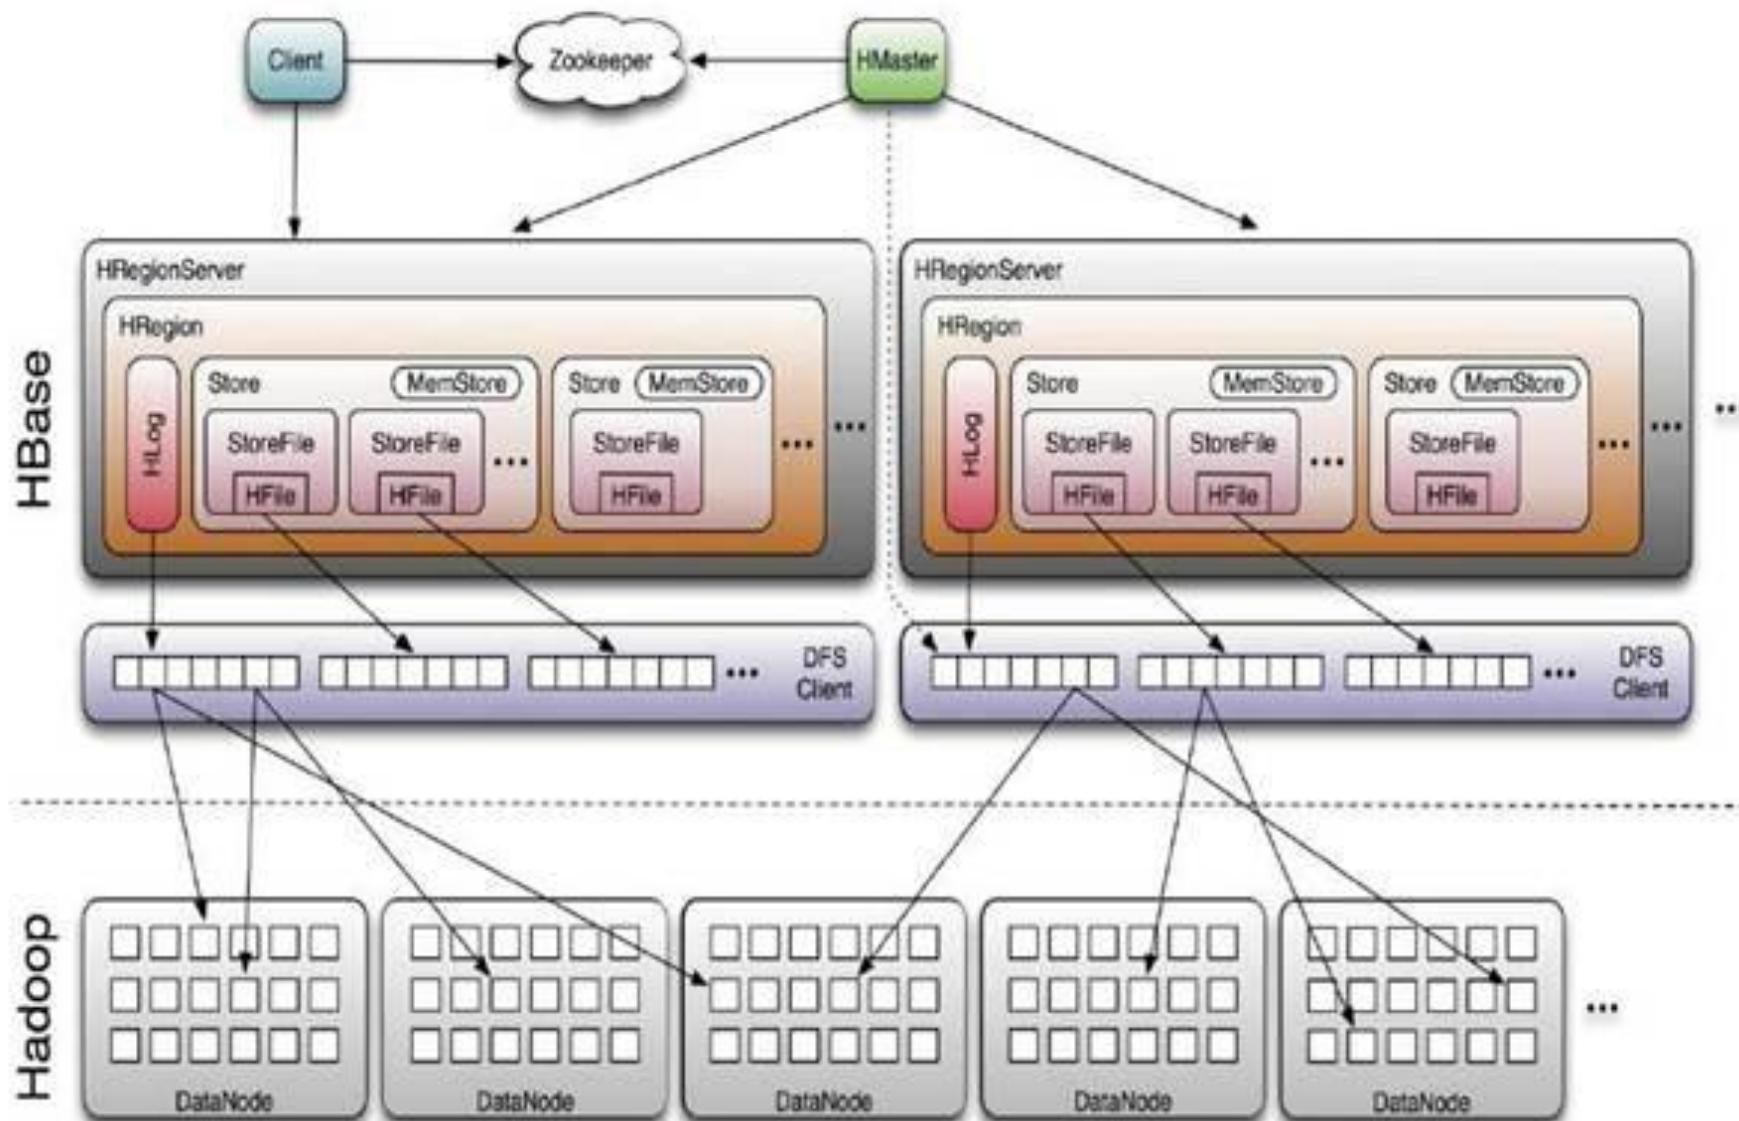 Client
Zookeeper
HMaster
HBase
HRegionServer
HRegion
HLog
Store
MemStore
StoreFile
HFile
StoreFile
HFile
...
Store
MemStore
StoreFile
HFile
...
...
HRegionServer
HRegion
HLog
Store
MemStore
StoreFile
HFile
StoreFile
HFile
...
Store
MemStore
StoreFile
HFile
...
...
...
...
DFS
Client
...
DFS
Client
Hadoop
DataNode
DataNode
DataNode
DataNode
DataNode
...